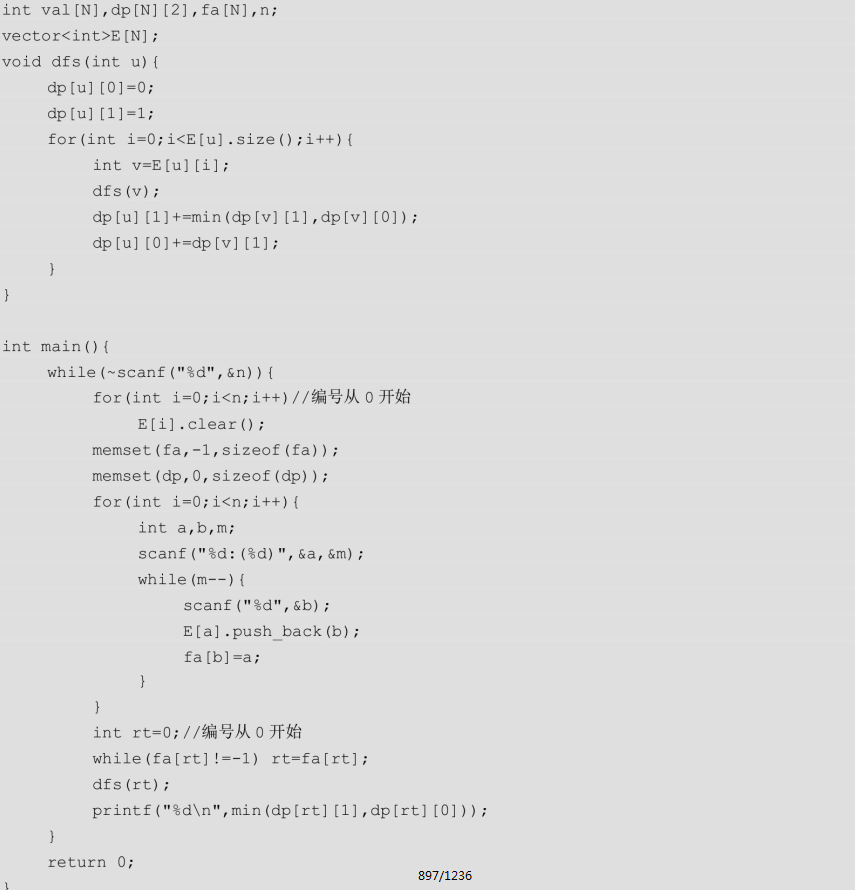 int val[N],dp[N][2],fa[N],n;
vector<int>E[N];
void dfs(int u){
    dp[u][0]=0;
    dp[u][1]=1;
    for(int i=0;i<E[u].size();i++){
        int v=E[u][i];
        dfs(v);
        dp[u][1]+=min(dp[v][1],dp[v][0]);
        dp[u][0]+=dp[v][1];
    }
}

int main(){
    while(~scanf("%d",&n)){
        for(int i=0;i<n;i++)//编号从 0 开始
            E[i].clear();
        memset(fa,-1,sizeof(fa));
        memset(dp,0,sizeof(dp));
        for(int i=0;i<n;i++){
            int a,b,m;
            scanf("%d:(%d)",&a,&m);
            while(m--){
                scanf("%d",&b);
                E[a].push_back(b);
                fa[b]=a;
            }
        }
        int rt=0;//编号从 0 开始
        while(fa[rt]!=-1) rt=fa[rt];
        dfs(rt);
        printf("%d\n",min(dp[rt][1],dp[rt][0]));
    }
    return 0;
}
897/1236